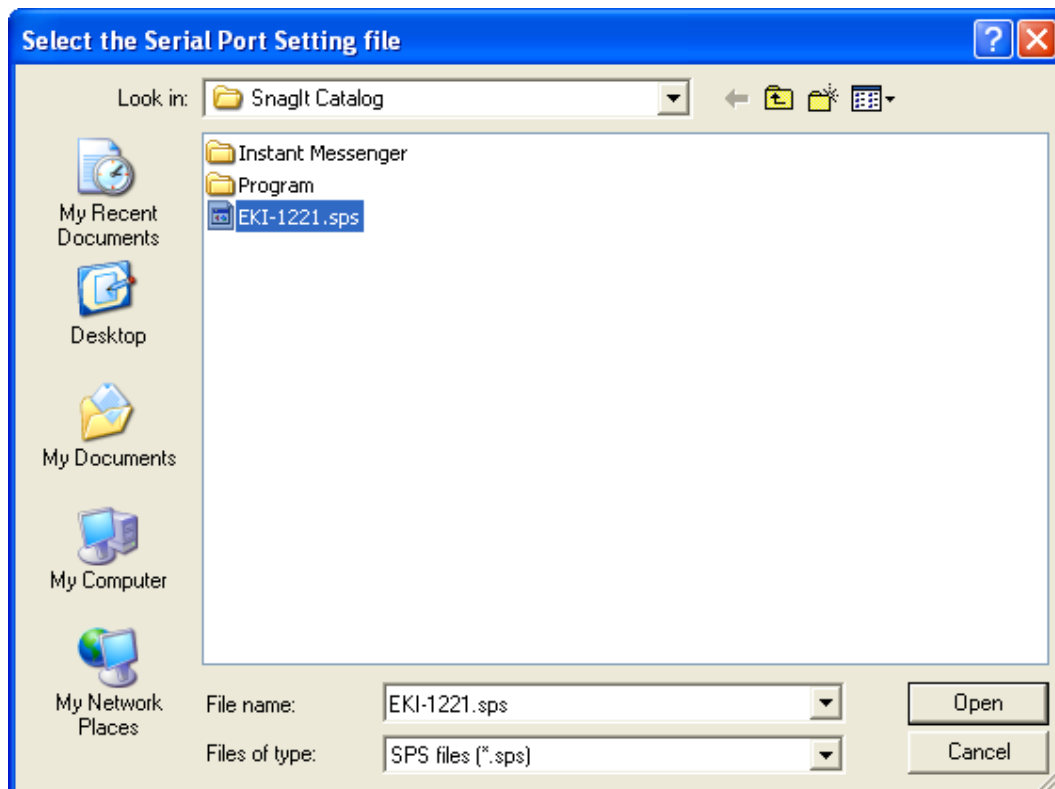 Select the Serial Port Setting file
Look in:
SnagIt Catalog
Instant Messenger
Program
EKI-1221.sps
My Recent
Documents
Desktop
My Documents
My Computer
My Network
Places
File name:
EKI-1221.sps
Open
Files of type:
SPS files (*.sps)
Cancel